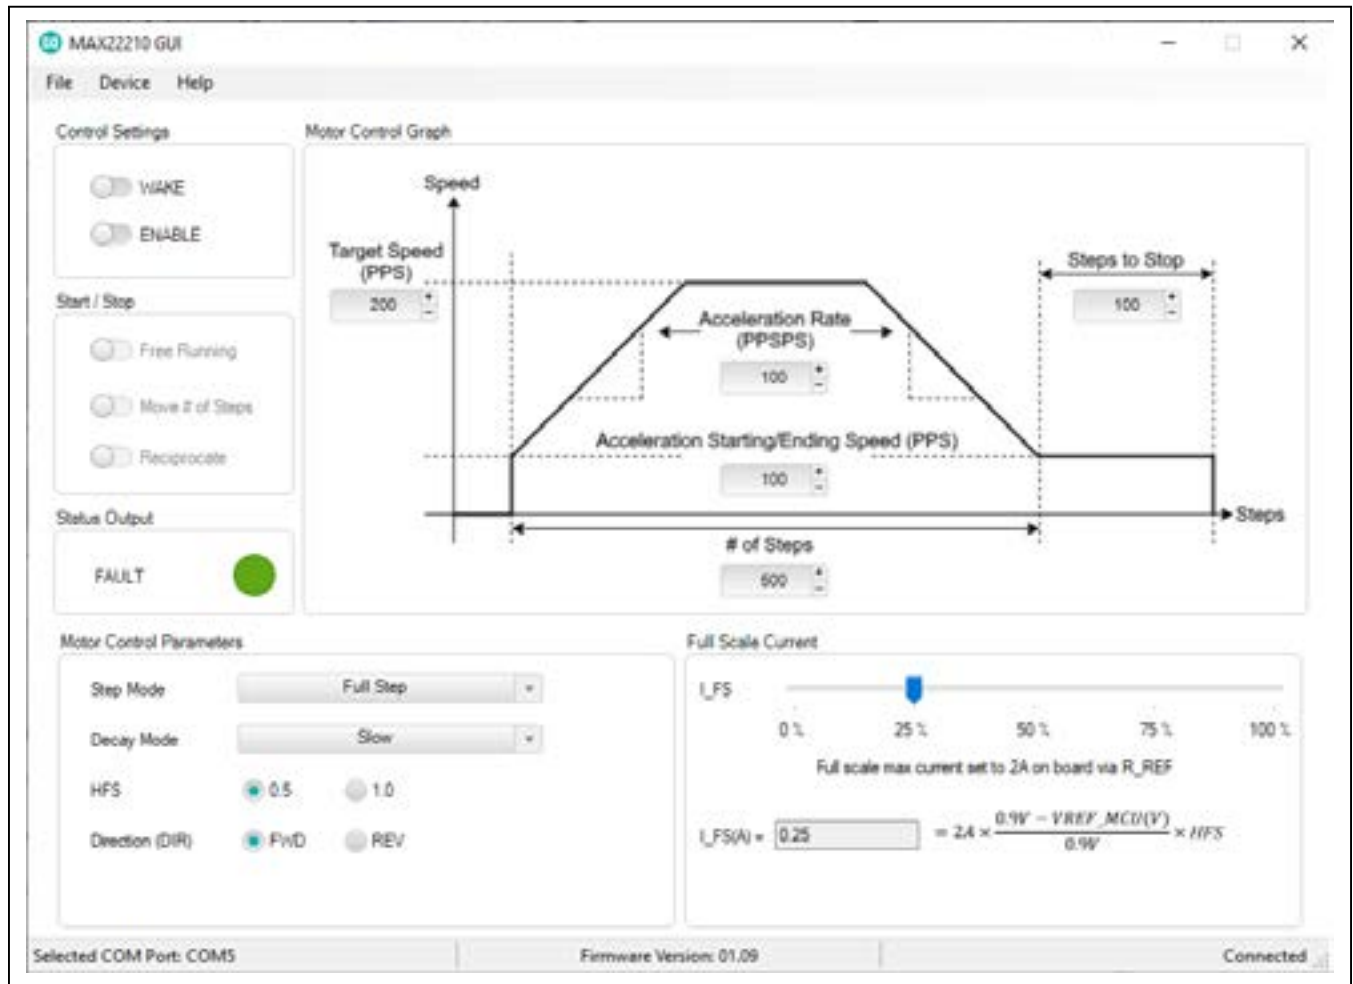 MAX22210 GUI
File Device Help
Control Settings
WAKE
ENABLE
Start / Stop
Free Running
Move # of Steps
Reciprocate
Status Output
FAULT
Motor Control Graph
Speed
Target Speed
(PPS)
200
Acceleration Rate
(PPSPS)
100
Acceleration Starting/Ending Speed (PPS)
100
Steps to Stop
100
Steps
# of Steps
Motor Control Parameters
Step Mode Full Step
Decay Mode Slow
HFS 0.5 1.0
Direction (DIR) FWD REV
Full Scale Current
I_FS
0 % 25 % 50 % 75 % 100 %
Full scale max current set to 2A on board via R_REF
I_FS(A) = 0.25 = 2A × (0.9V − VREF_MCU(V)) / 0.9V × HFS
Selected COM Port: COM5 Firmware Version: 01.09 Connected